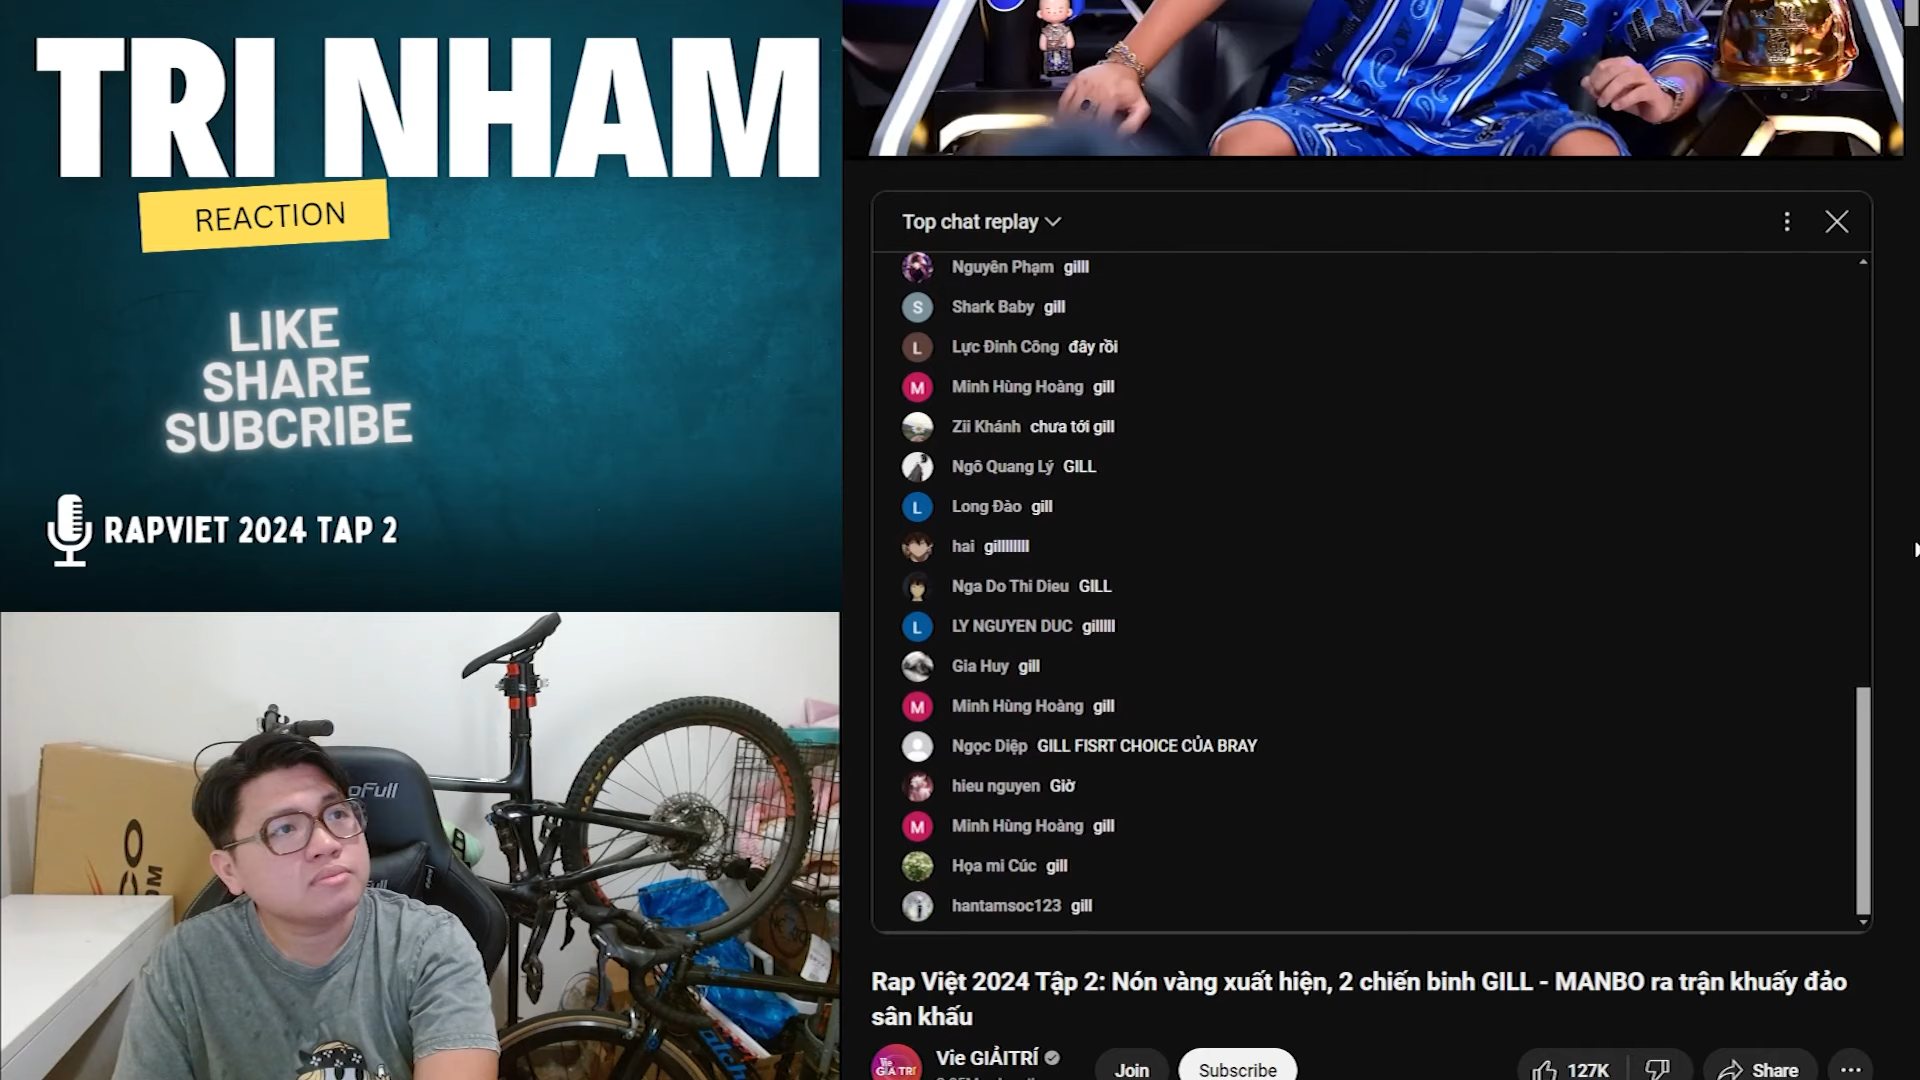 TRI NHAM
REACTION
LIKE
SHARE
SUBCRIBE
RAPVIET 2024 TAP 2
Top chat replay
Nguyên Phạm gilll
S Shark Baby gill
L Lực Đinh Công đây rồi
M Minh Hùng Hoàng gill
Zii Khánh chưa tới gill
Ngô Quang Lý GILL
L Long Đào gill
hai gilllllllll
Nga Do Thi Dieu GILL
L LY NGUYEN DUC gillllll
Gia Huy gill
M Minh Hùng Hoàng gill
Ngọc Diệp GILL FISRT CHOICE CỦA BRAY
hieu nguyen Giờ
M Minh Hùng Hoàng gill
Họa mi Cúc gill
hantamsoc123 gill
Rap Việt 2024 Tập 2: Nón vàng xuất hiện, 2 chiến binh GILL - MANBO ra trận khuấy đảo
sân khấu
Vie GIẢI TRÍ
Vie GIẢITRÍ
Join
Subscribe
127K
Share